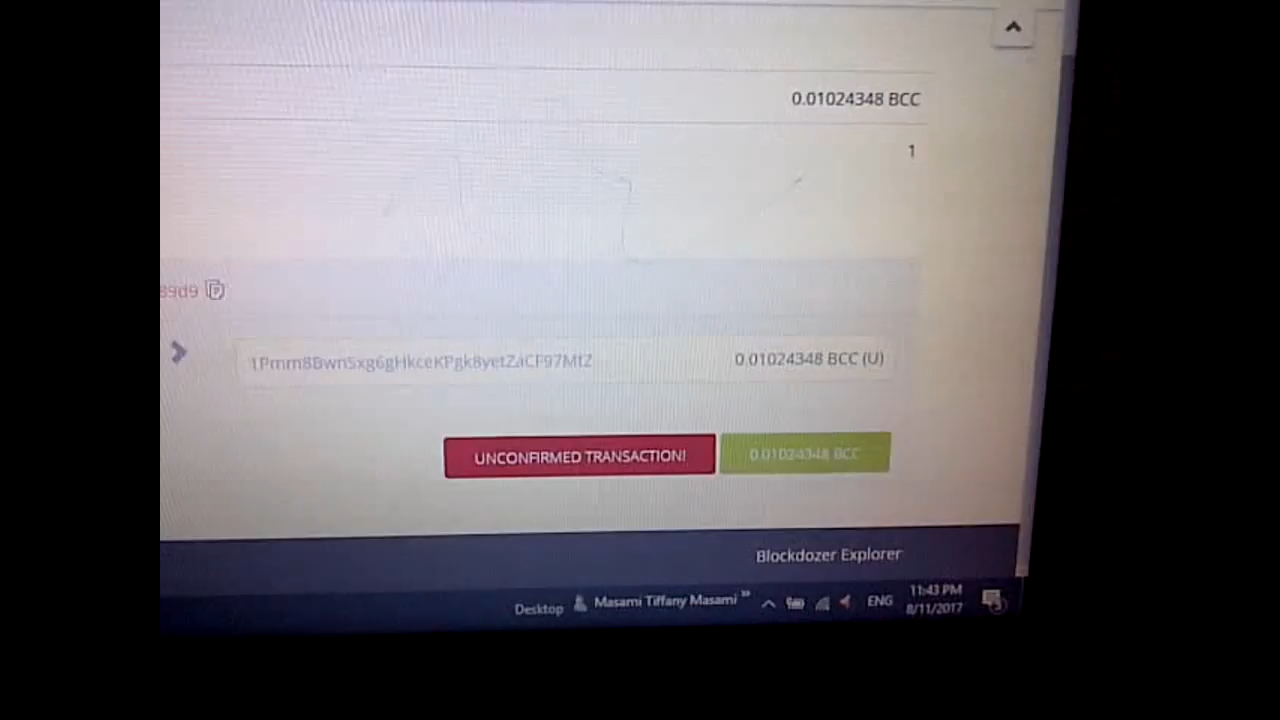 0.01024348 BCC
1
89d9
1Pmm8BwnSxg6gHkceKPgk8yetZaCF97MtZ
0.01024348 BCC (U)
UNCONFIRMED TRANSACTION!
0.01024348 BCC
Blockdozer Explorer
Desktop
Masami Tiffany Masami
ENG
11:43 PM
8/11/2017